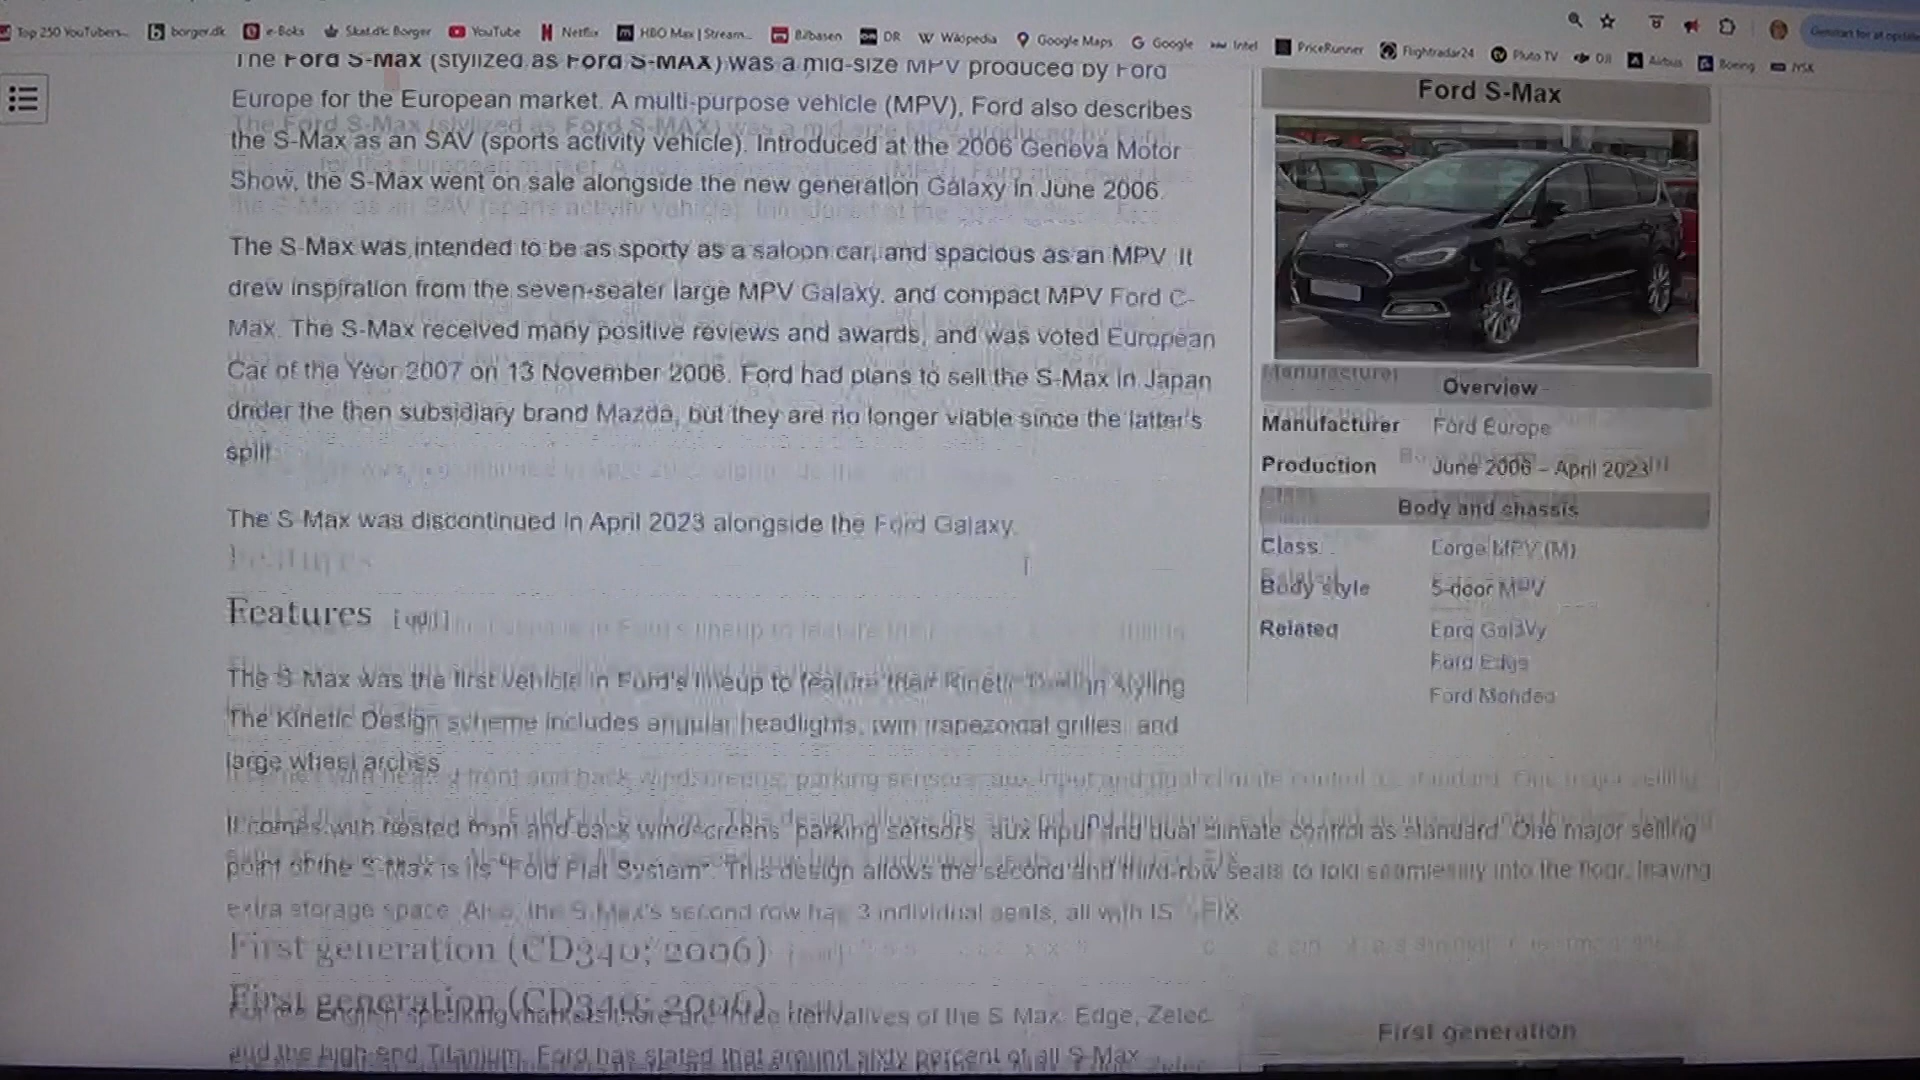 Top 250 YouTubers... borger.dk e-Boks Skat.dk: Borger YouTube Netflix HBO Max | Stream... Bilbasen DR Wikipedia Google Maps Google Intel PriceRunner Flightradar24 Pluto TV DJI Airbus Boeing JYSK
The Ford S-Max (stylized as Ford S-MAX) was a mid-size MPV produced by Ford
Europe for the European market. A multi-purpose vehicle (MPV), Ford also describes
the S-Max as an SAV (sports activity vehicle). Introduced at the 2006 Geneva Motor
Show, the S-Max went on sale alongside the new generation Galaxy in June 2006.
The S-Max was intended to be as sporty as a saloon car, and spacious as an MPV. It
drew inspiration from the seven-seater large MPV Galaxy, and compact MPV Ford C-
Max. The S-Max received many positive reviews and awards, and was voted European
Car of the Year 2007 on 13 November 2006. Ford had plans to sell the S-Max in Japan
under the then subsidiary brand Mazda, but they are no longer viable since the latter's
split.
The S-Max was discontinued in April 2023 alongside the Ford Galaxy.
Features [edit]
The S-Max was the first vehicle in Ford's lineup to feature their Kinetic Design styling
The Kinetic Design scheme includes angular headlights, twin trapezoidal grilles, and
large wheel arches
It comes with heated front and back windscreens, parking sensors, aux input and dual climate control as standard. One major selling
point of the S-Max is its "Fold Flat System". This design allows the second and third-row seats to fold seamlessly into the floor, leaving
extra storage space. Also, the S-Max's second row has 3 individual seats, all with ISOFIX
First generation (CD340; 2006)
English speaking markets there are three derivatives of the S-Max: Edge, Zetec
and the high-end Titanium. Ford has stated that around sixty percent of all S-Max
Ford S-Max
Overview
Manufacturer Ford Europe
Production June 2006 – April 2023
Body and chassis
Class Large MPV (M)
Body style 5-door MPV
Related Ford Galaxy
Ford Edge
Ford Mondeo
First generation